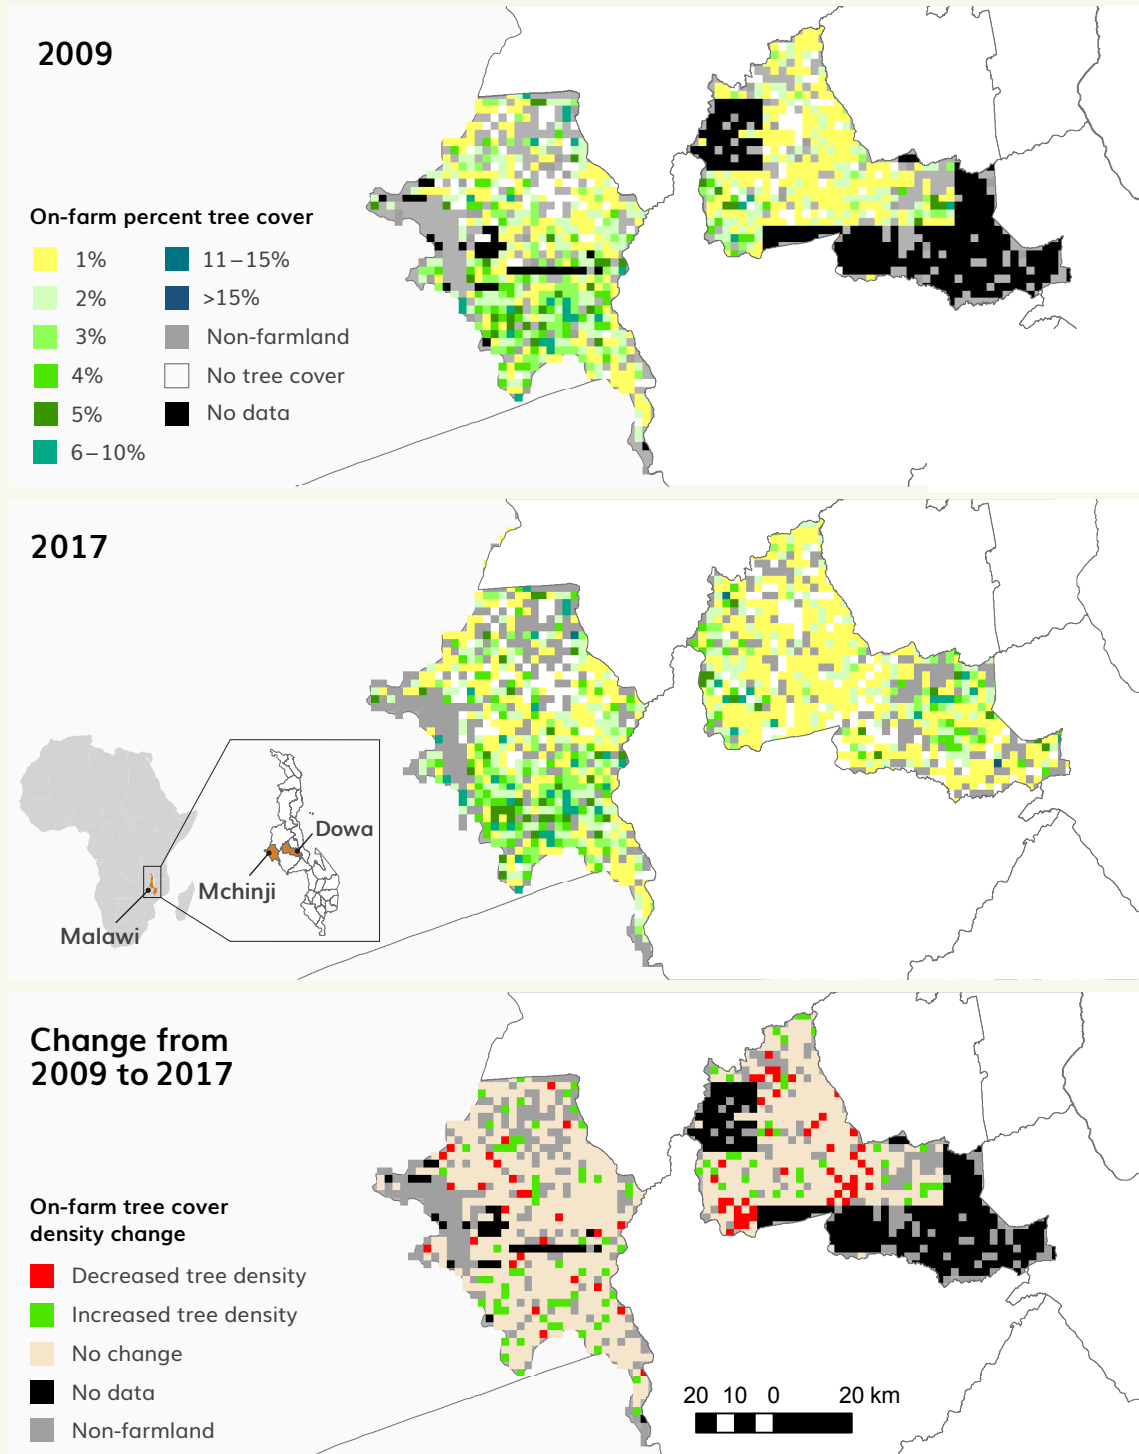 2009
On-farm percent tree cover
1%
2%
3%
4%
5%
6–10%
11–15%
>15%
Non-farmland
No tree cover
No data
2017
Dowa
Mchinji
Malawi
Change from
2009 to 2017
On-farm tree cover
density change
Decreased tree density
Increased tree density
No change
No data
Non-farmland
20 10 0 20 km